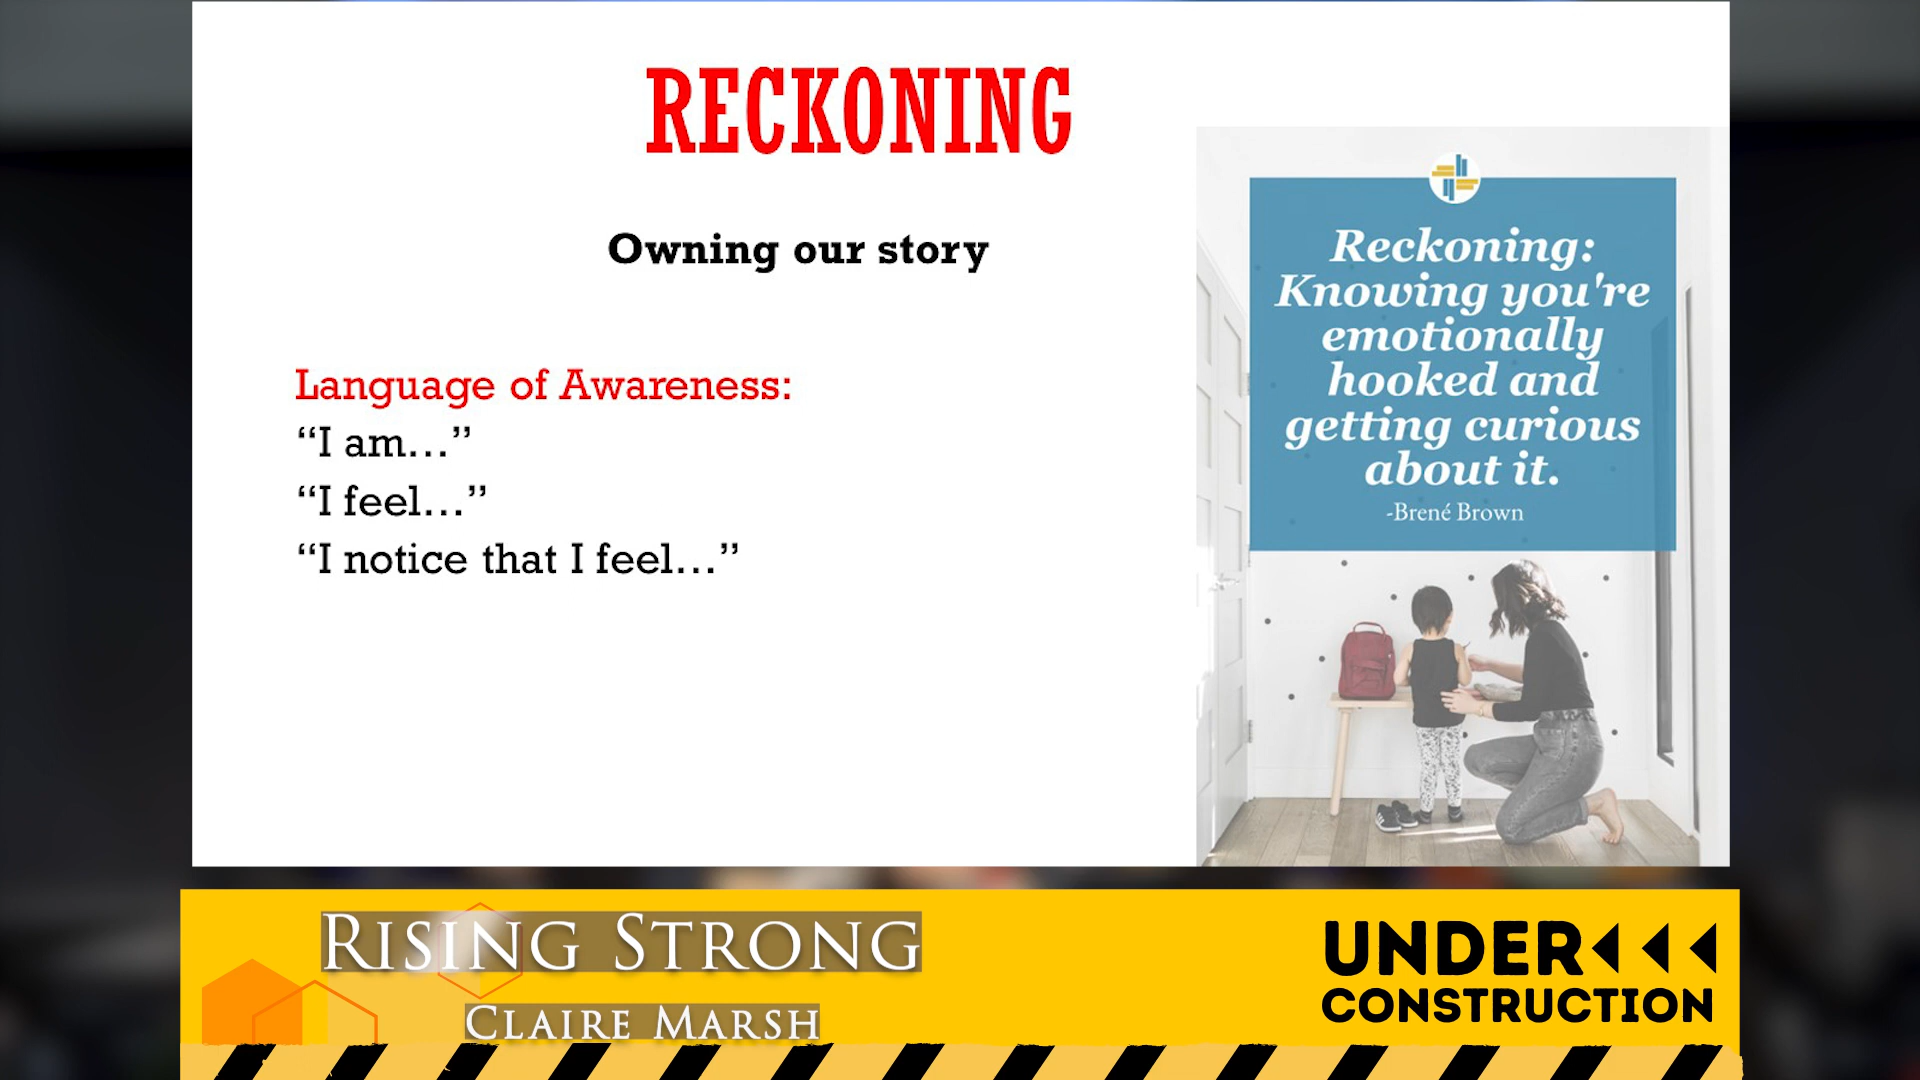 RECKONING
Owning our story
Language of Awareness:
“I am...”
“I feel...”
“I notice that I feel...”
Reckoning:
Knowing you're
emotionally
hooked and
getting curious
about it.
-Brené Brown
RISING STRONG
CLAIRE MARSH
UNDER
CONSTRUCTION